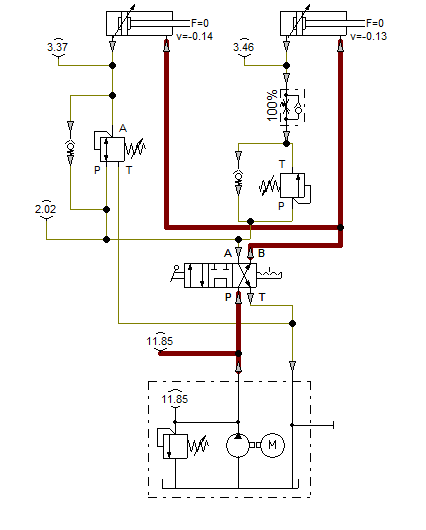 F=0
v=-0.14
F=0
v=-0.13
3.37
3.46
100%
A
P
T
T
P
2.02
A
B
P
T
11.85
11.85
M